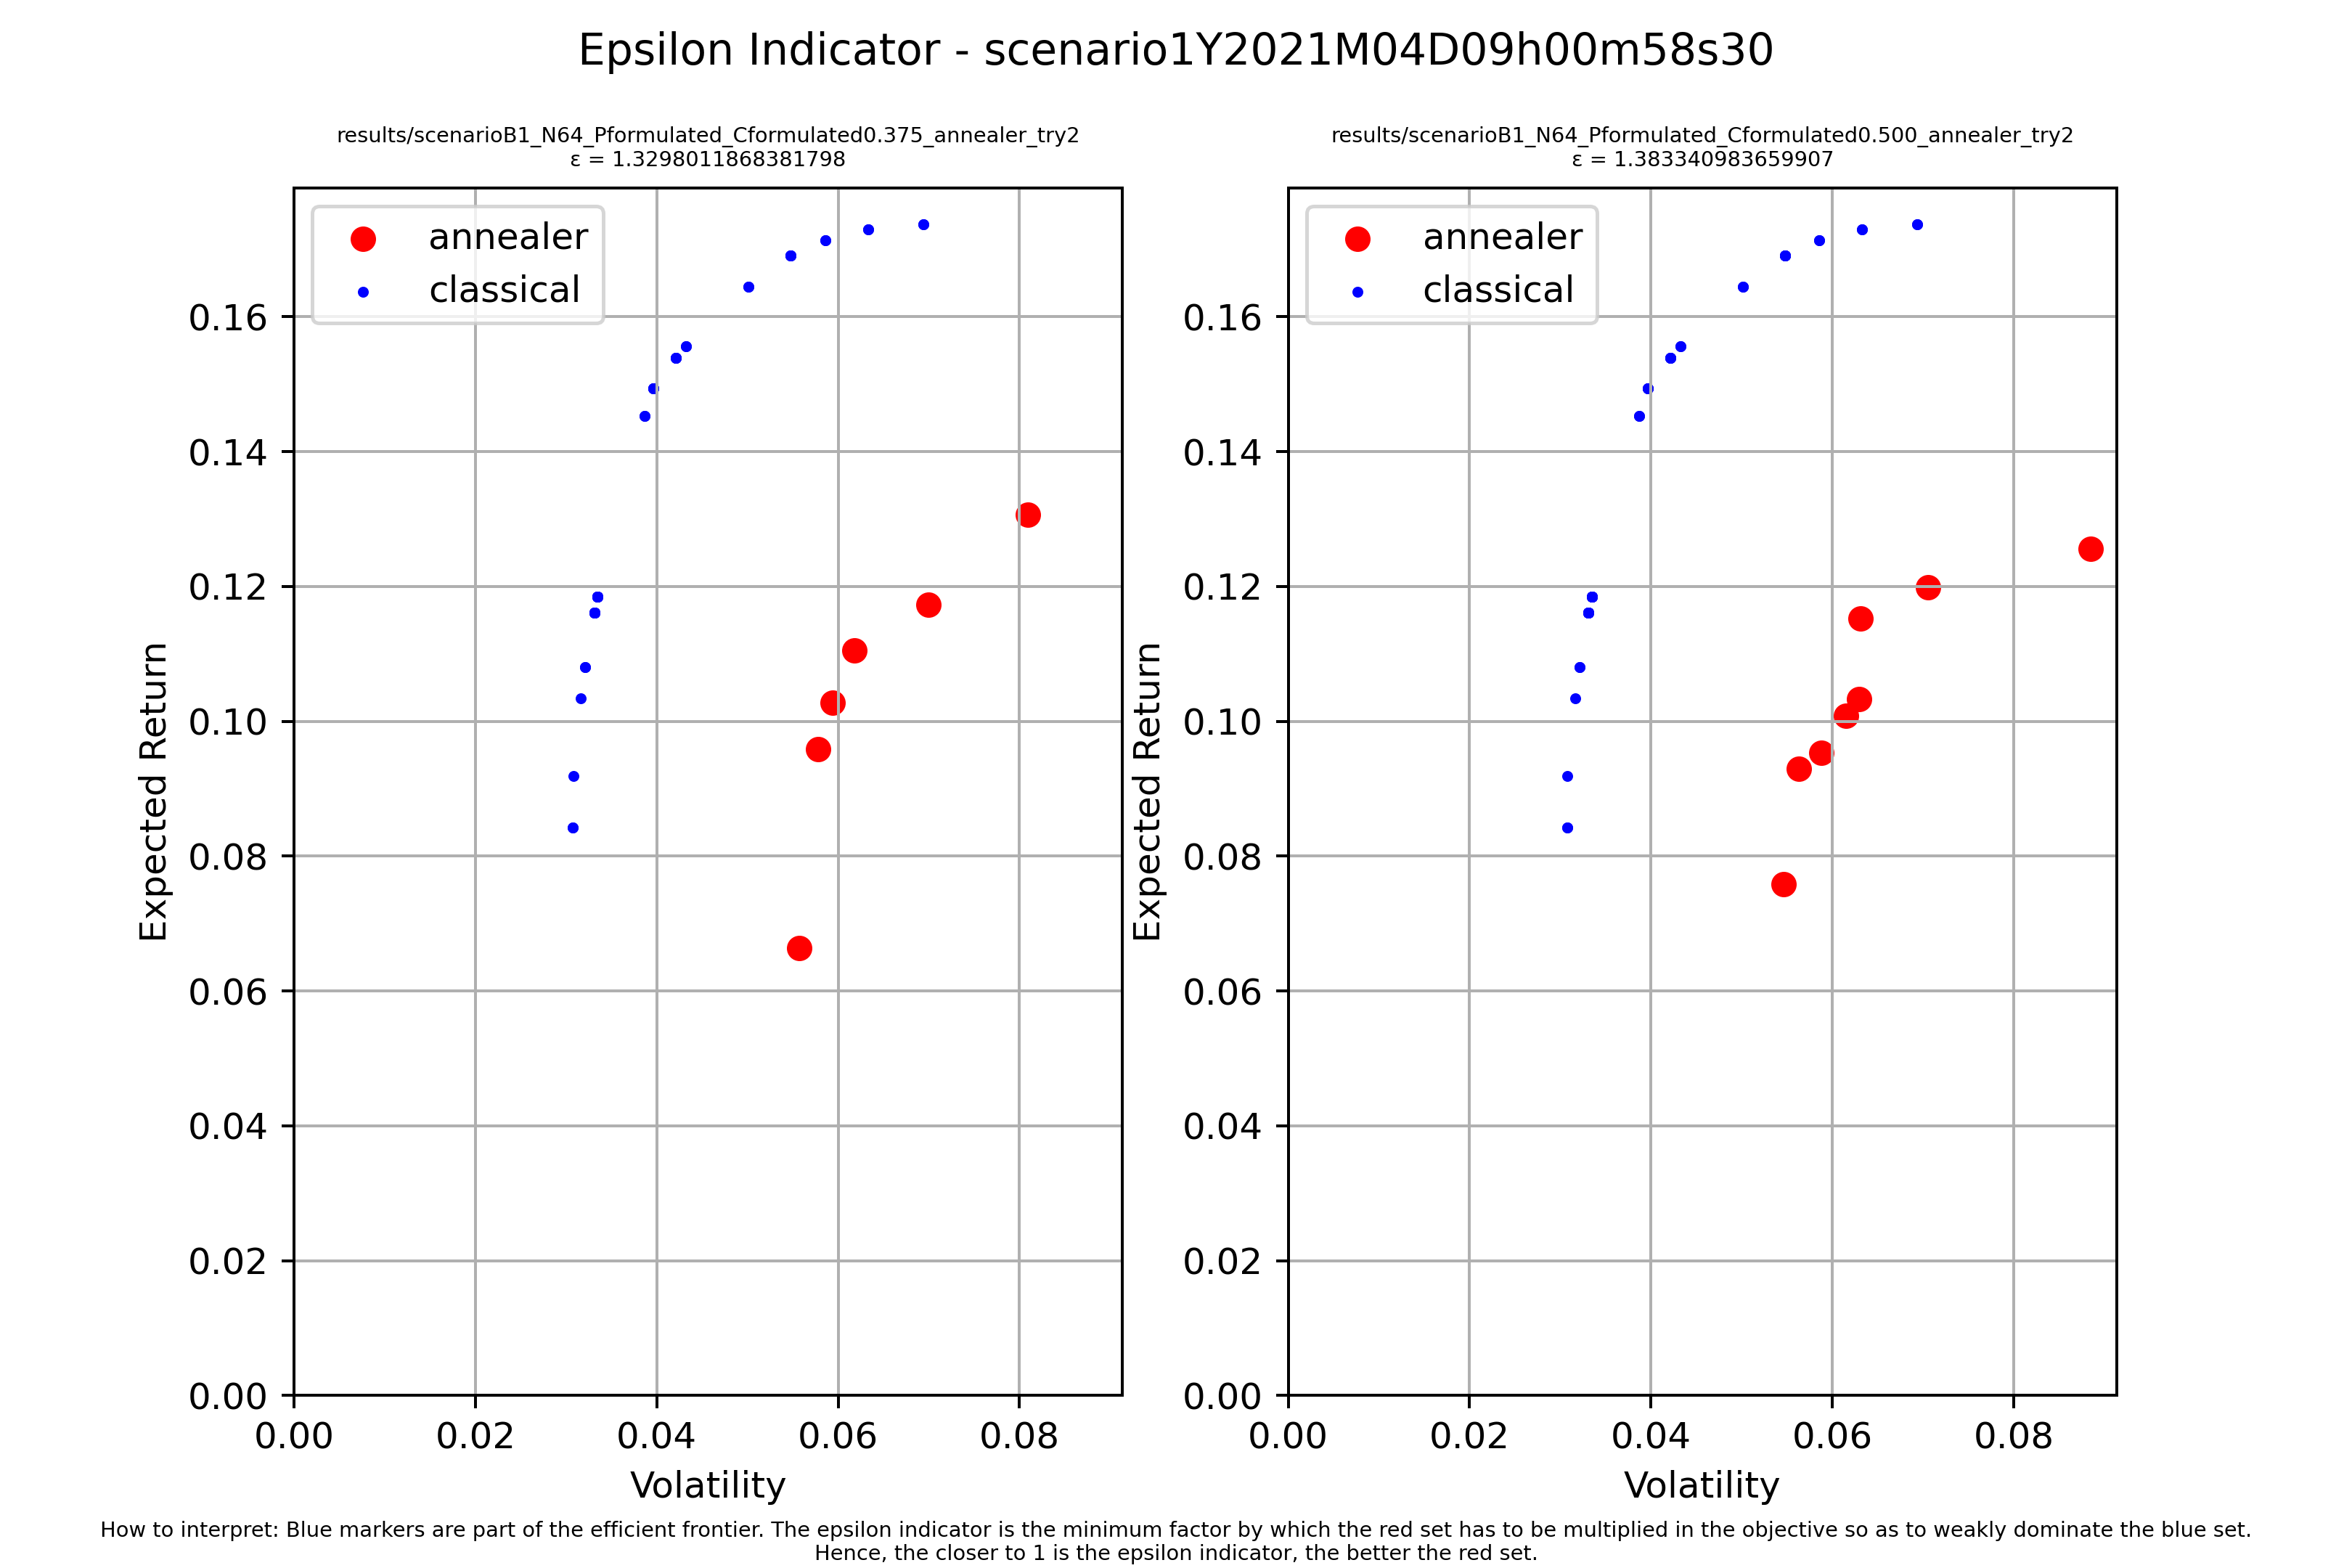 Epsilon Indicator - scenario1Y2021M04D09h00m58s30
results/scenarioB1_N64_Pformulated_Cformulated0.375_annealer_try2
ε = 1.3298011868381798
annealer
classical
0.16
0.14
0.12
0.10
0.08
0.06
0.04
0.02
0.00
Expected Return
0.00 0.02 0.04 0.06 0.08
Volatility
results/scenarioB1_N64_Pformulated_Cformulated0.500_annealer_try2
ε = 1.383340983659907
annealer
classical
0.16
0.14
0.12
0.10
0.08
0.06
0.04
0.02
0.00
Expected Return
0.00 0.02 0.04 0.06 0.08
Volatility
How to interpret: Blue markers are part of the efficient frontier. The epsilon indicator is the minimum factor by which the red set has to be multiplied in the objective so as to weakly dominate the blue set.
Hence, the closer to 1 is the epsilon indicator, the better the red set.